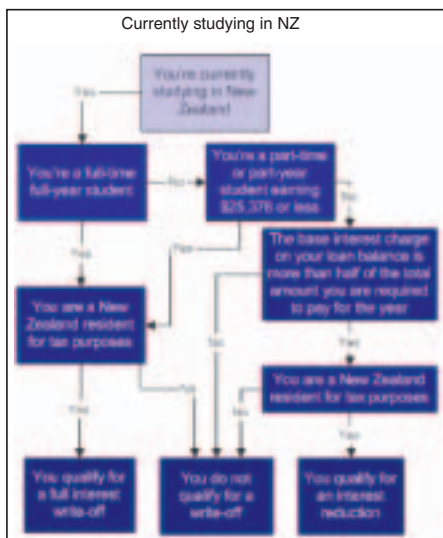 Currently studying in NZ
You're currently
studying in New
Zealand
Yes
You're a full-time
full-year student
No
You're a part-time
or part-year
student earning
$25,378 or less
No
Yes
Yes
The base interest charge
on your loan balance is
more than half of the total
amount you are required
to pay for the year
You are a New
Zealand resident
for tax purposes
No
Yes
No
You are a New Zealand
resident for tax purposes
Yes
No
Yes
You qualify for
a full interest
write-off
You do not
qualify for a
write-off
You qualify for
an interest
reduction